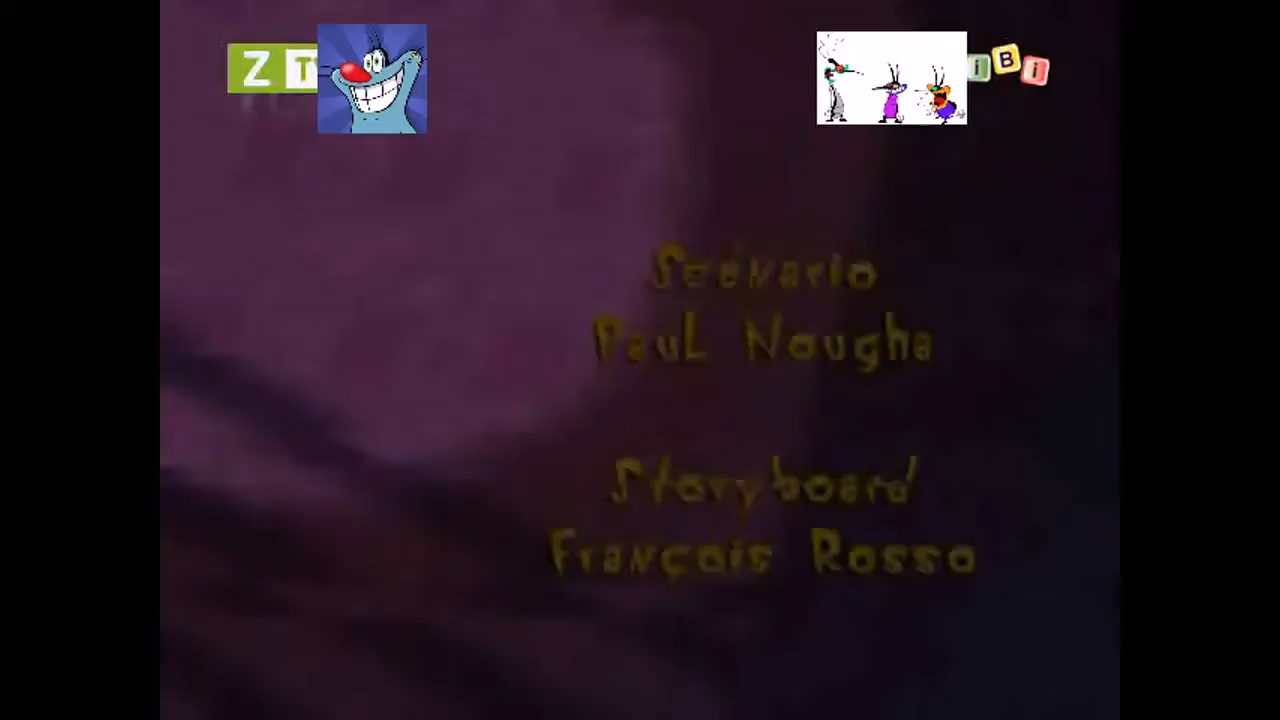 Z T
i B i
Scénario
Paul Nougha
Storyboard
François Rosso